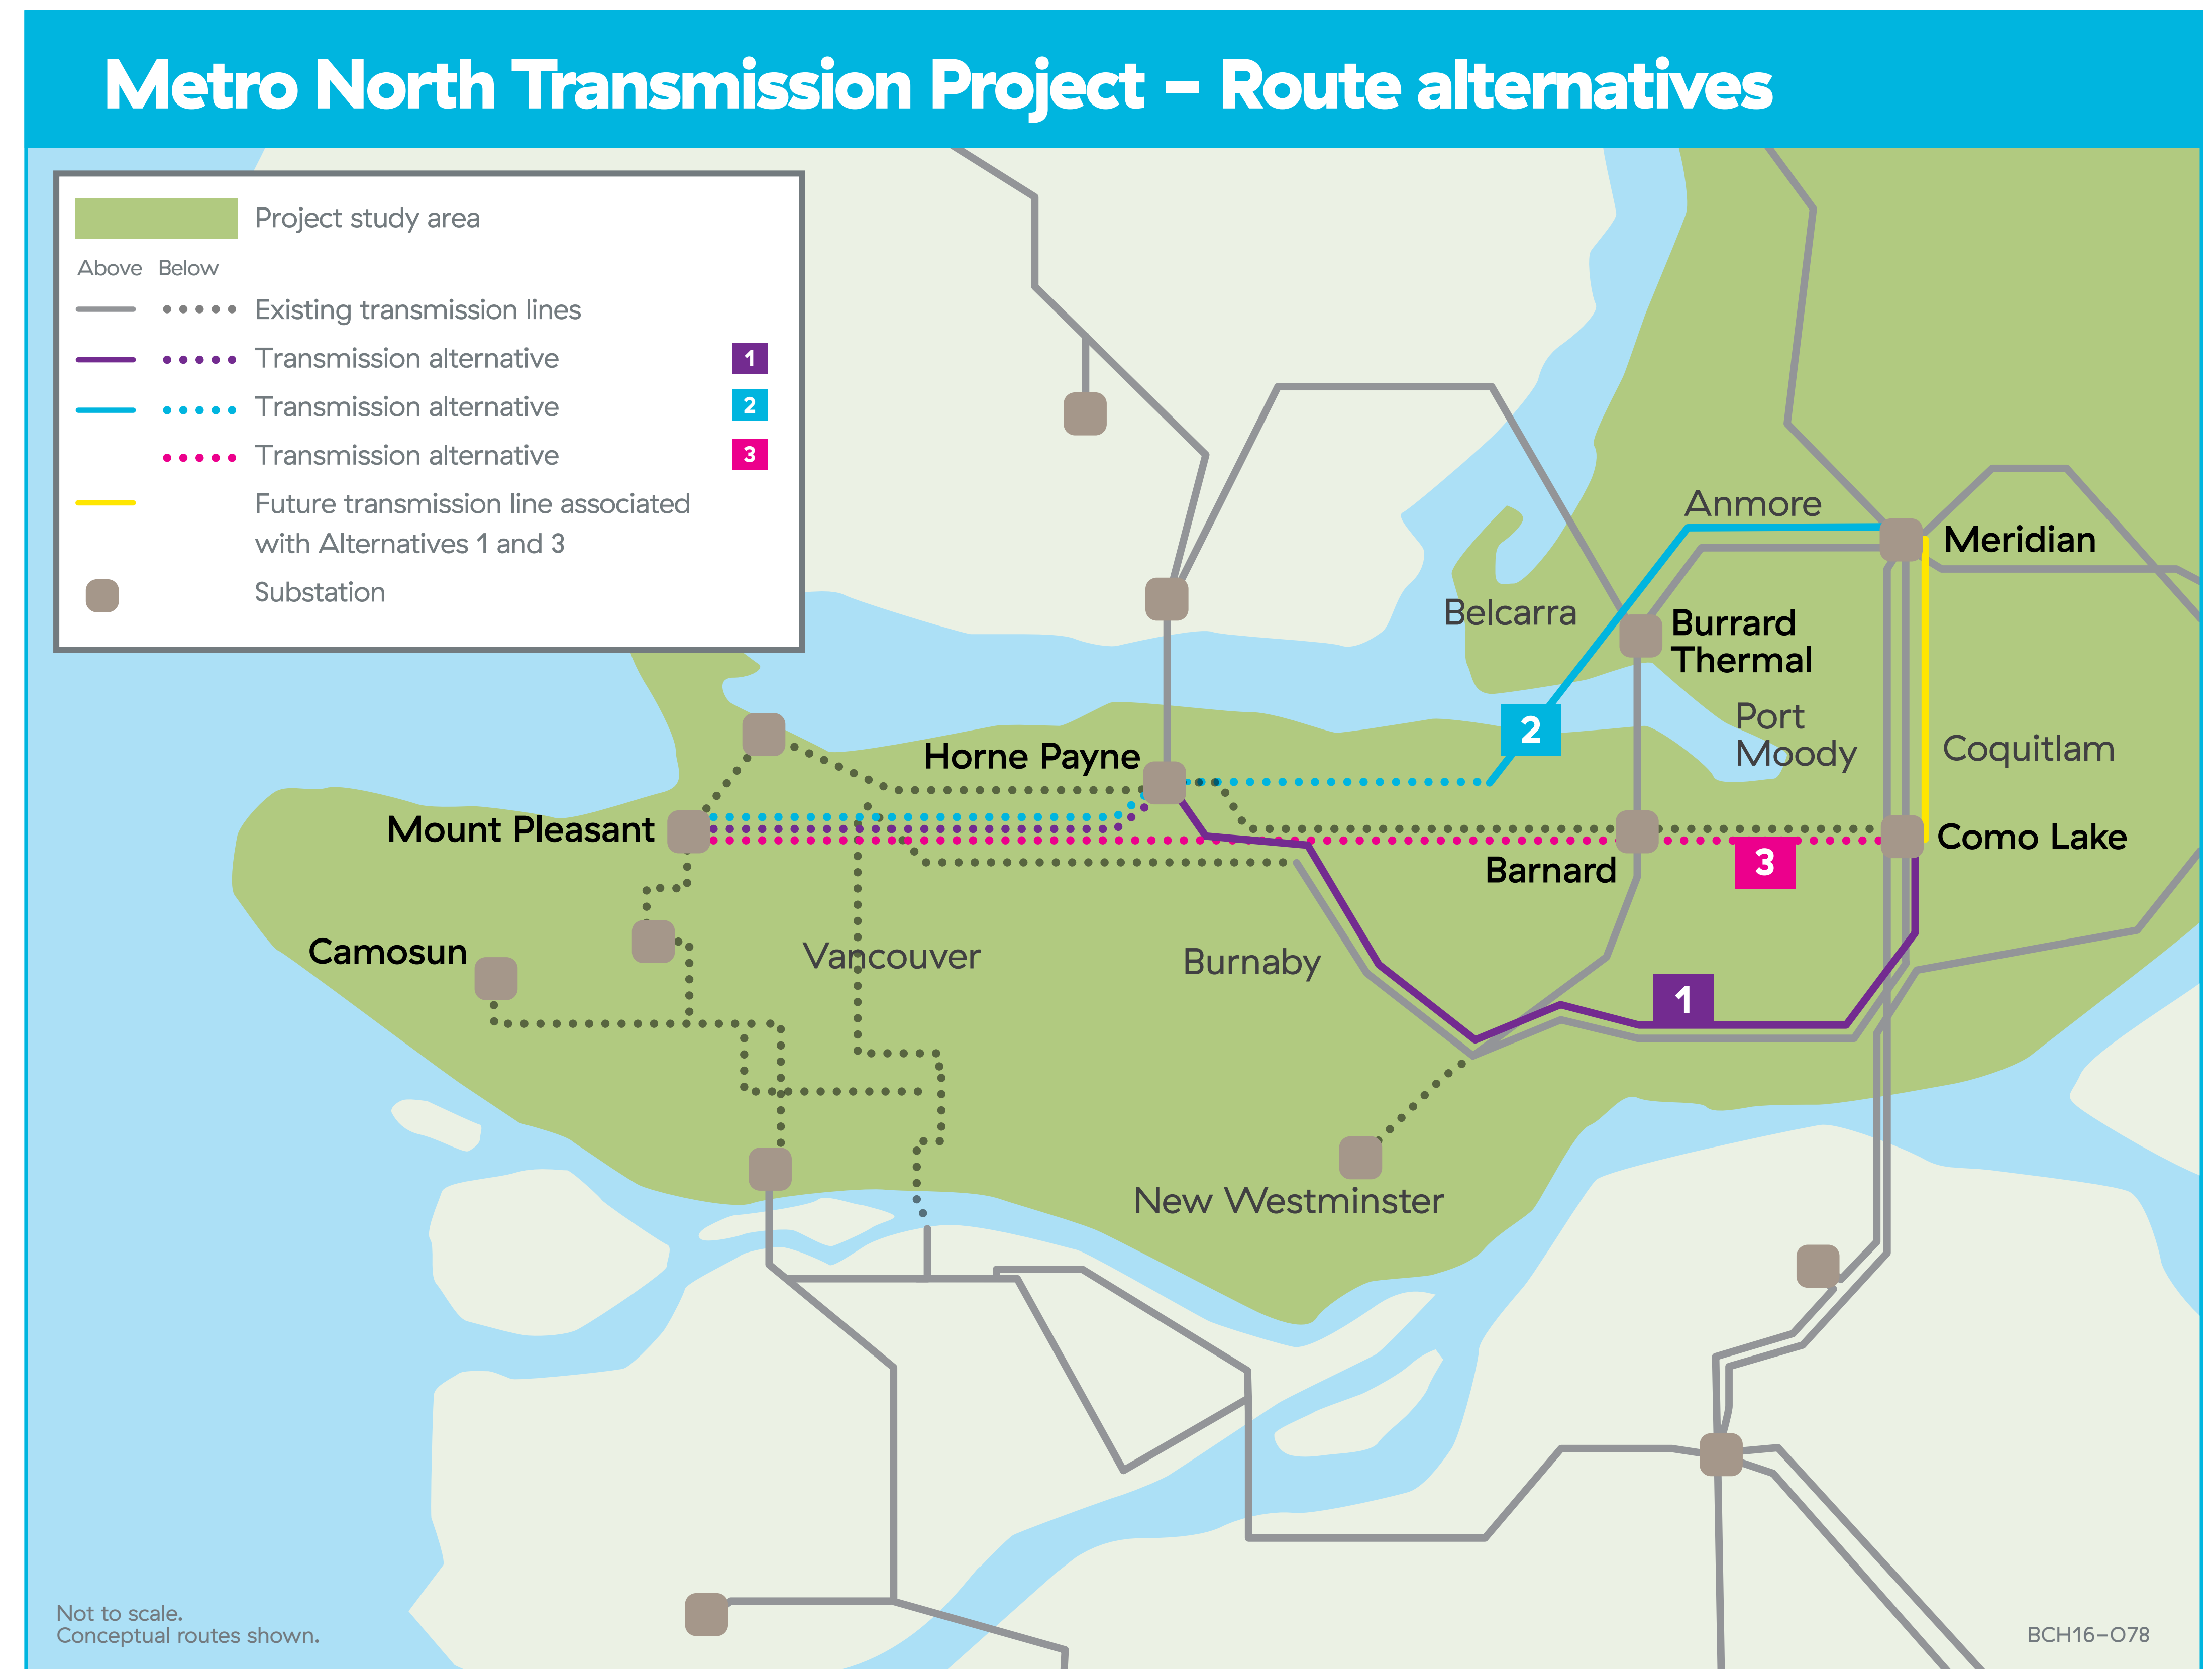 Metro North Transmission Project – Route alternatives
Project study area
Above Below
Existing transmission lines
Transmission alternative 1
Transmission alternative 2
Transmission alternative 3
Future transmission line associated
with Alternatives 1 and 3
Substation
Anmore
Meridian
Belcarra
Burrard
Thermal
Port
Moody
2
Coquitlam
Horne Payne
Mount Pleasant
Como Lake
Barnard
3
Camosun
Vancouver
Burnaby
1
New Westminster
Not to scale.
Conceptual routes shown.
BCH16-078